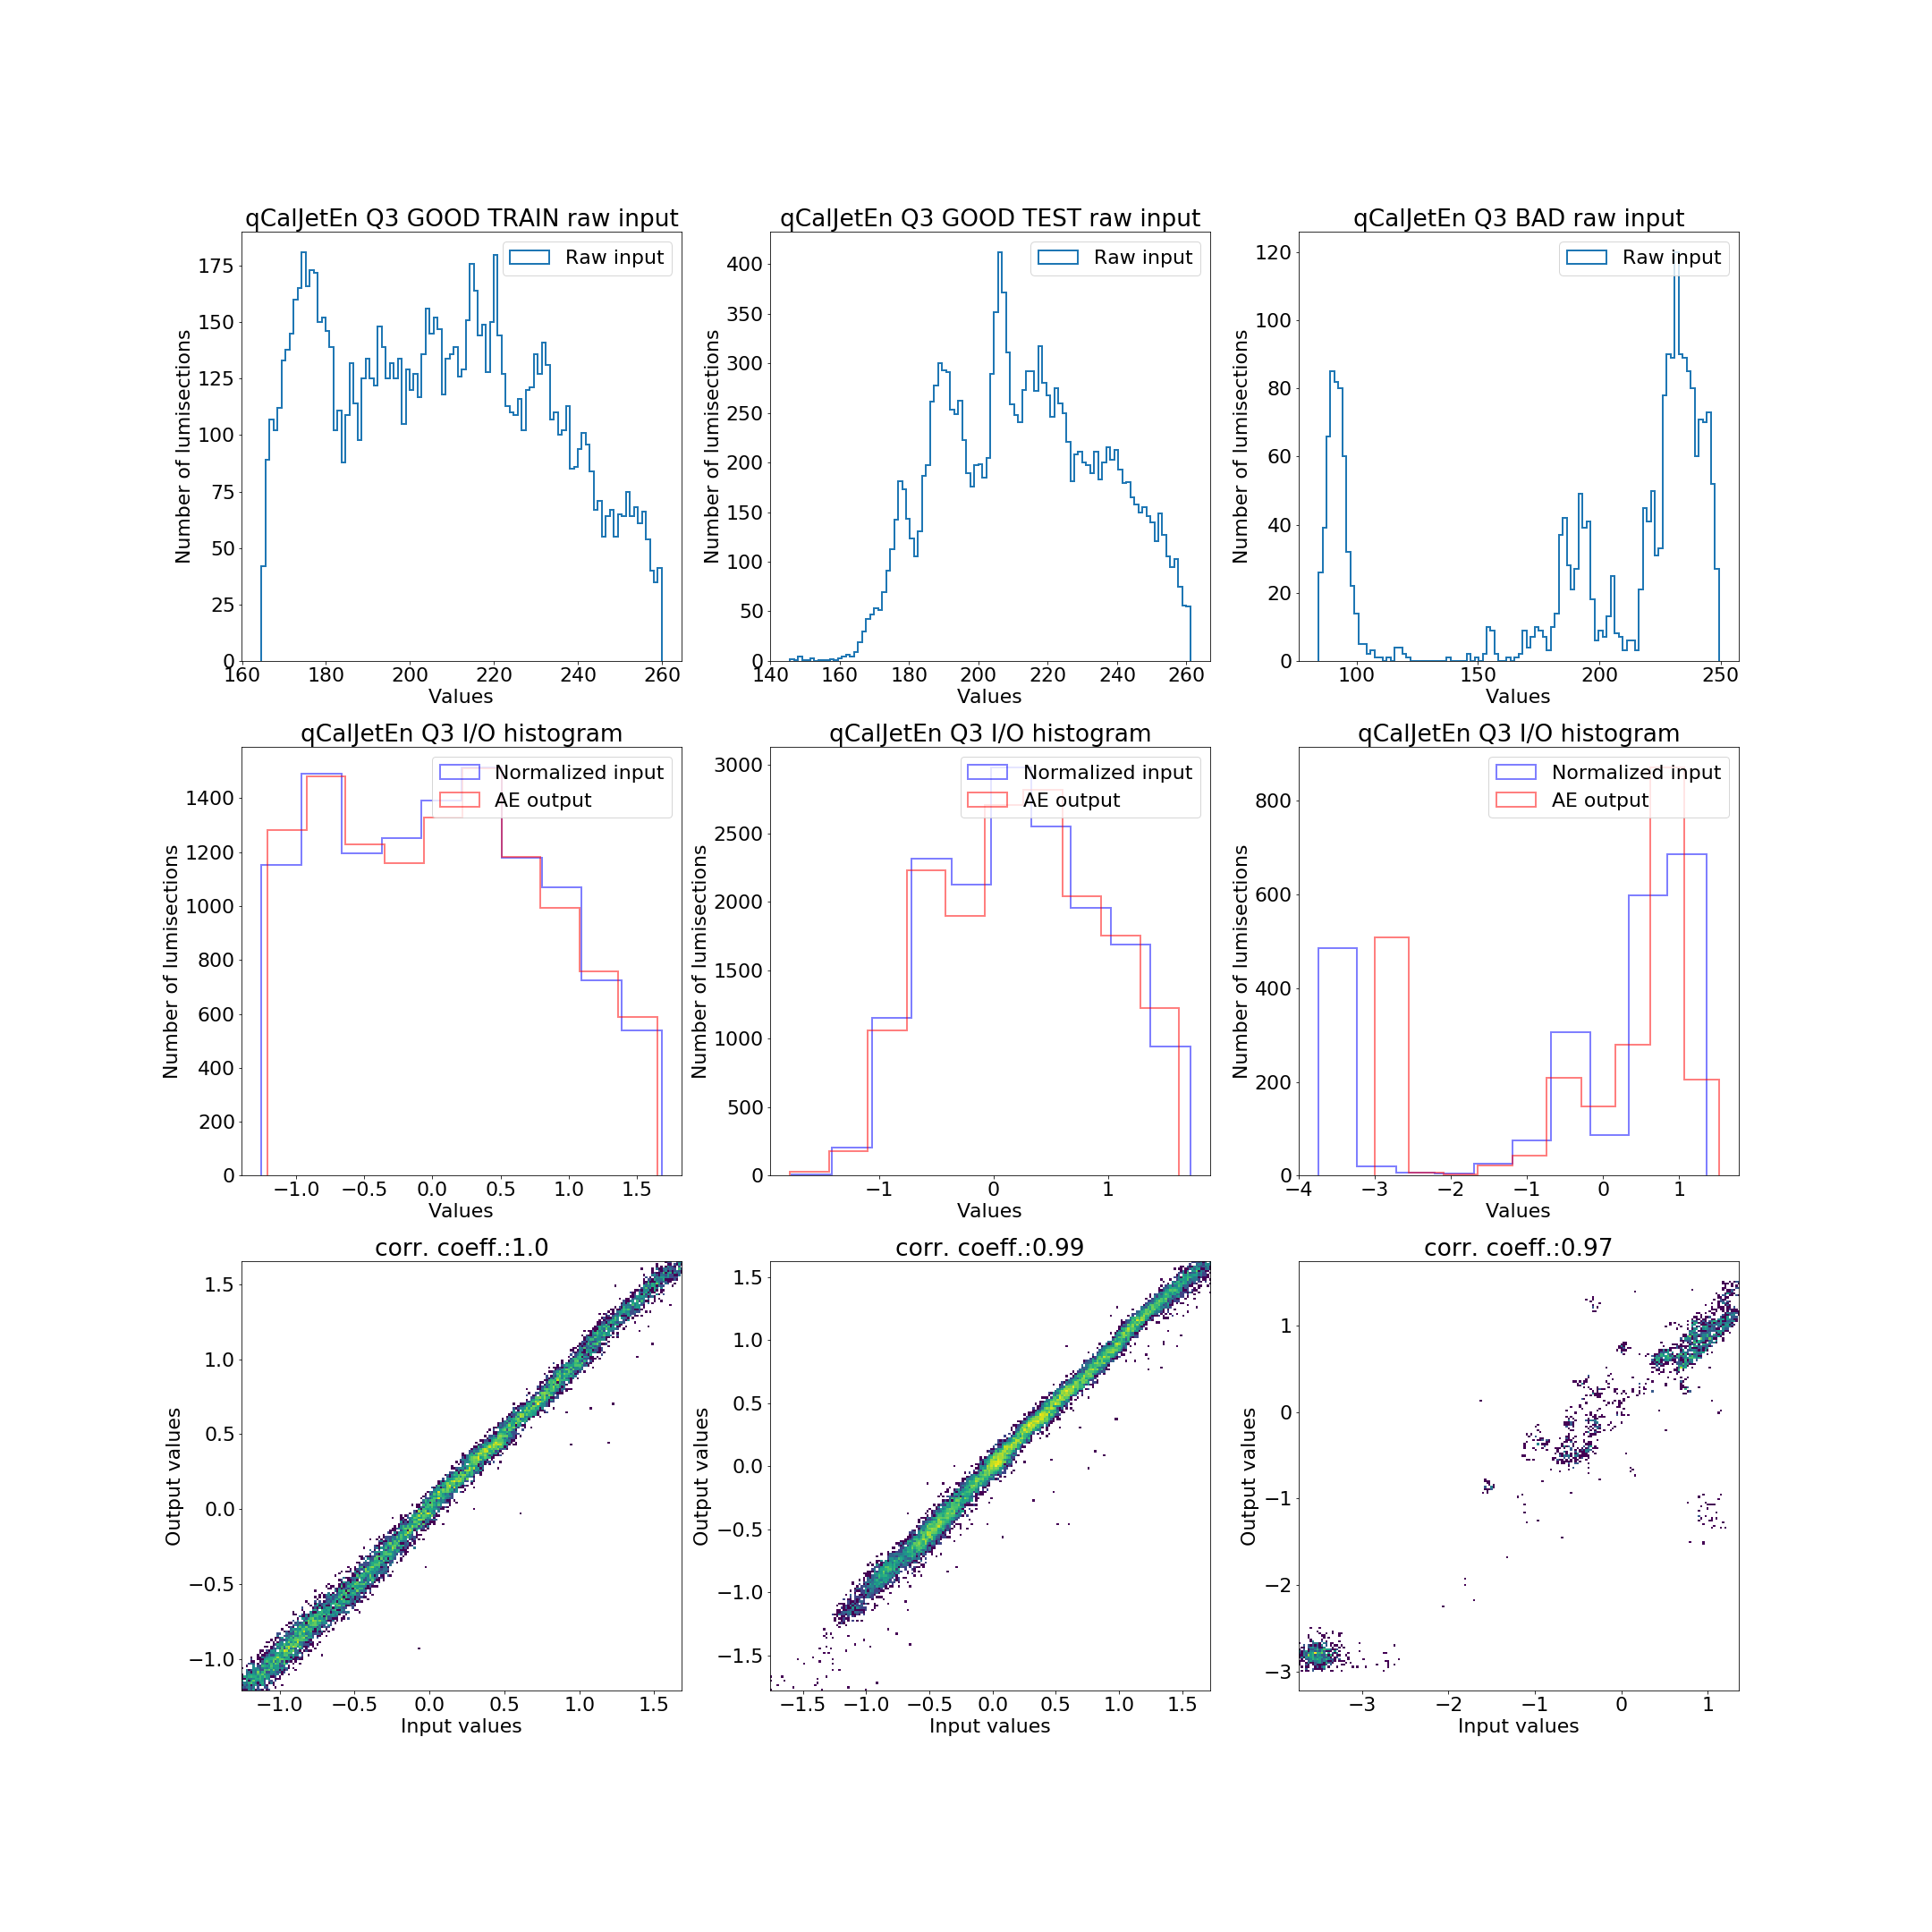 qCalJetEn Q3 GOOD TRAIN raw input
qCalJetEn Q3 GOOD TEST raw input
qCalJetEn Q3 BAD raw input
Raw input
Raw input
Raw input
Number of lumisections
175
150
125
100
75
50
25
0
160 180 200 220 240 260
Values
Number of lumisections
400
350
300
250
200
150
100
50
0
140 160 180 200 220 240 260
Values
Number of lumisections
120
100
80
60
40
20
0
100 150 200 250
Values
qCalJetEn Q3 I/O histogram
qCalJetEn Q3 I/O histogram
qCalJetEn Q3 I/O histogram
Normalized input
AE output
Normalized input
AE output
Normalized input
AE output
Number of lumisections
1400
1200
1000
800
600
400
200
0
−1.0 −0.5 0.0 0.5 1.0 1.5
Values
Number of lumisections
3000
2500
2000
1500
1000
500
0
−1 0 1
Values
Number of lumisections
800
600
400
200
0
−4 −3 −2 −1 0 1
Values
corr. coeff.:1.0
corr. coeff.:0.99
corr. coeff.:0.97
Output values
1.5
1.0
0.5
0.0
−0.5
−1.0
−1.0 −0.5 0.0 0.5 1.0 1.5
Input values
Output values
1.5
1.0
0.5
0.0
−0.5
−1.0
−1.5
−1.5 −1.0 −0.5 0.0 0.5 1.0 1.5
Input values
Output values
1
0
−1
−2
−3
−3 −2 −1 0 1
Input values